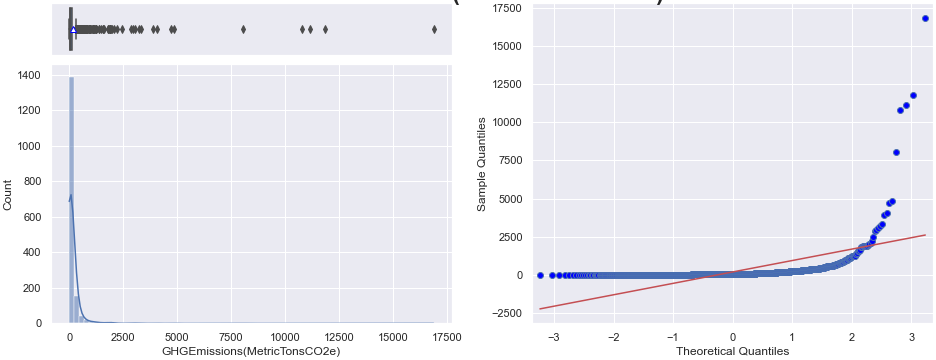 1400
1200
1000
800
600
400
200
0
Count
0 2500 5000 7500 10000 12500 15000 17500
GHGEmissions(MetricTonsCO2e)
17500
15000
12500
10000
7500
5000
2500
0
−2500
Sample Quantiles
−3 −2 −1 0 1 2 3
Theoretical Quantiles